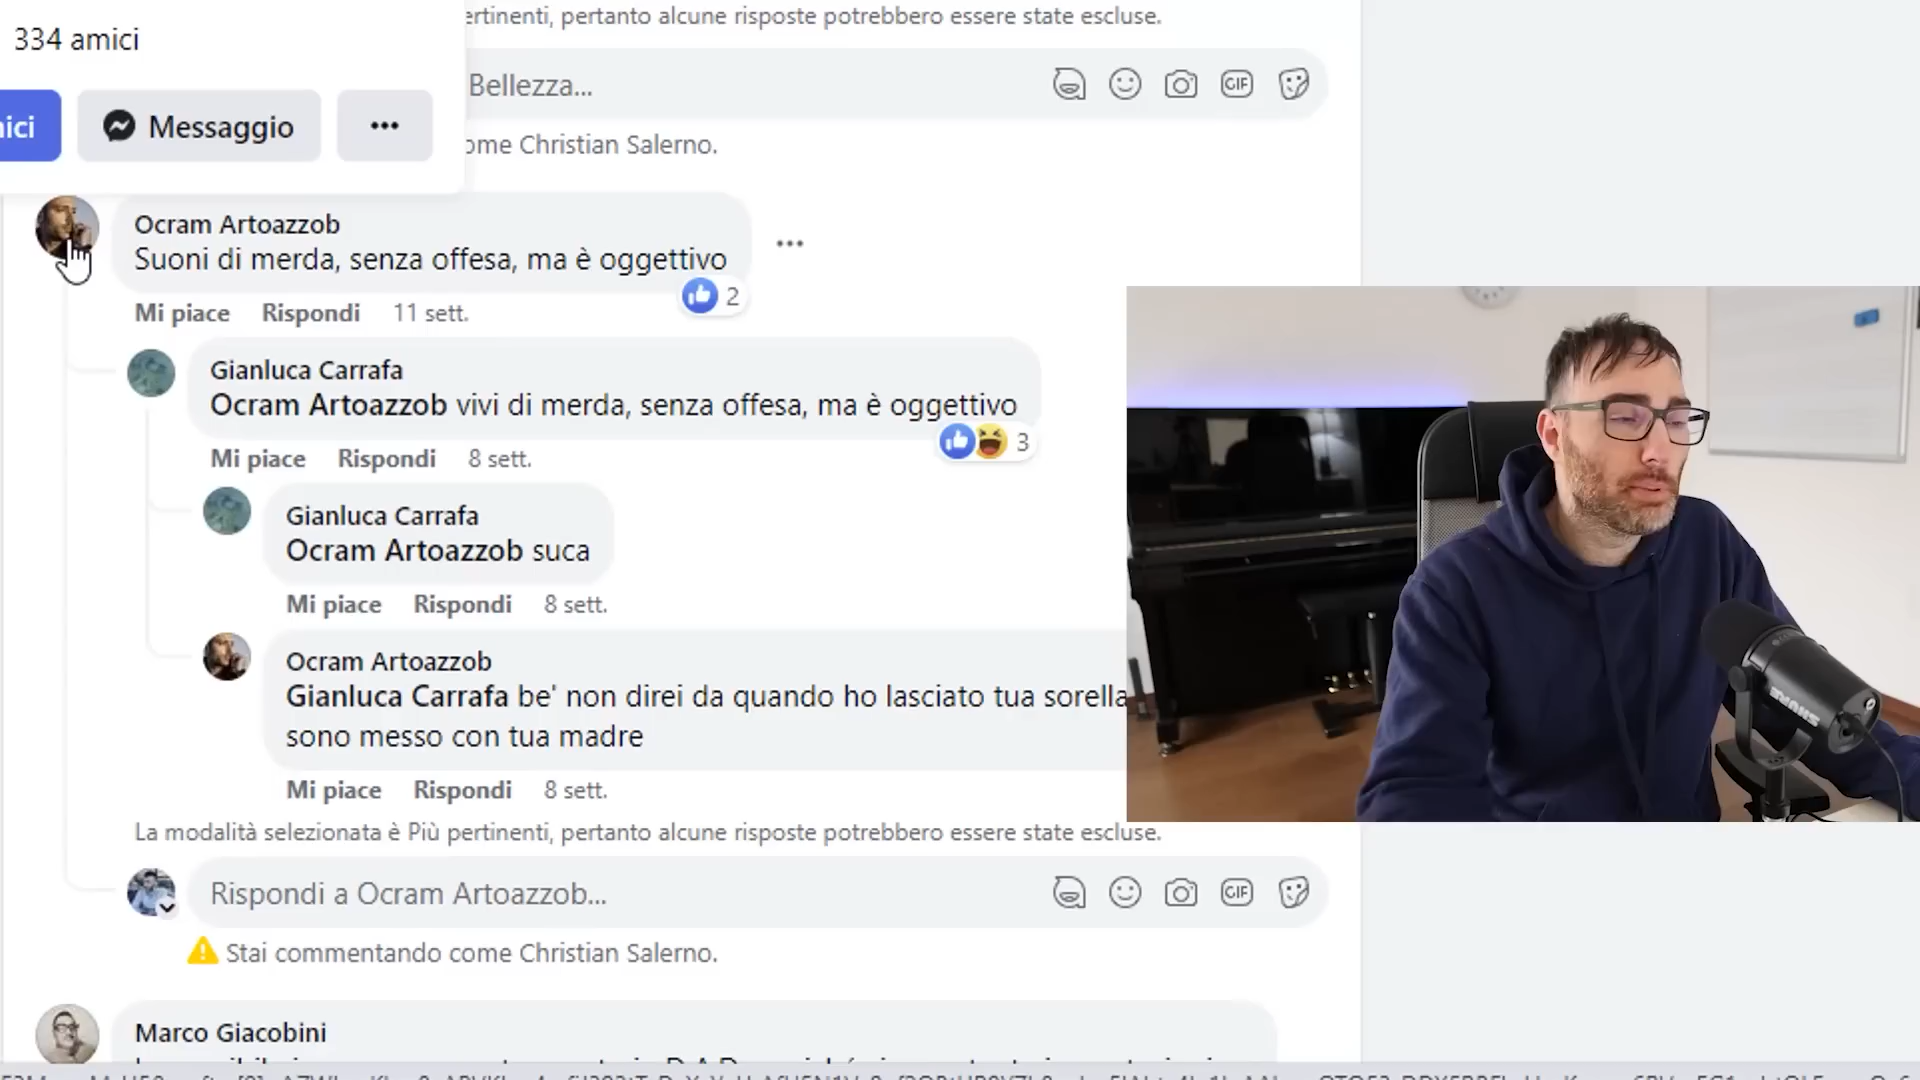 ertinenti, pertanto alcune risposte potrebbero essere state escluse.
334 amici
Bellezza...
GIF
ici
Messaggio
ome Christian Salerno.
Ocram Artoazzob
Suoni di merda, senza offesa, ma è oggettivo
2
Mi piace Rispondi 11 sett.
Gianluca Carrafa
Ocram Artoazzob vivi di merda, senza offesa, ma è oggettivo
3
Mi piace Rispondi 8 sett.
Gianluca Carrafa
Ocram Artoazzob suca
Mi piace Rispondi 8 sett.
Ocram Artoazzob
Gianluca Carrafa be' non direi da quando ho lasciato tua sorella
sono messo con tua madre
Mi piace Rispondi 8 sett.
La modalità selezionata è Più pertinenti, pertanto alcune risposte potrebbero essere state escluse.
Rispondi a Ocram Artoazzob...
GIF
Stai commentando come Christian Salerno.
Marco Giacobini
SHURE